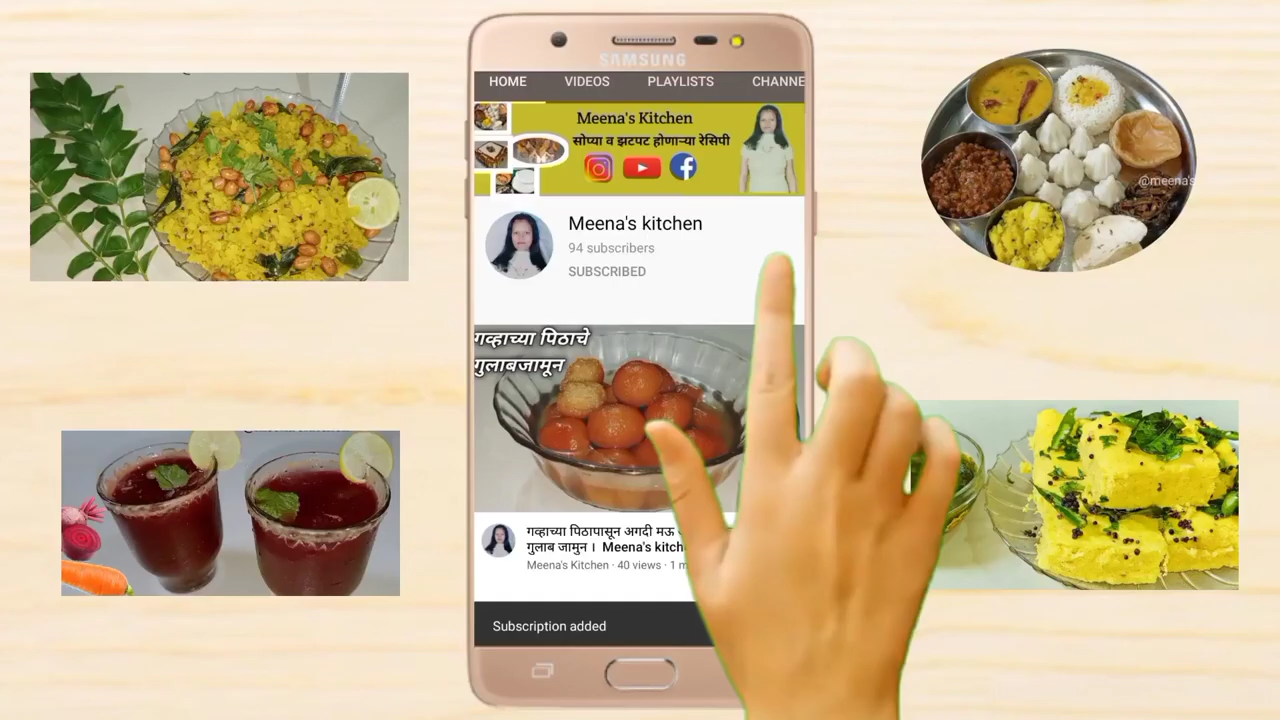 SAMSUNG
HOME VIDEOS PLAYLISTS CHANNE
Meena's Kitchen
सोप्या व झटपट होणाऱ्या रेसिपी
Meena's kitchen
94 subscribers
SUBSCRIBED
@meena's
गव्हाच्या पिठाचे
गुलाबजामून
गव्हाच्या पिठापासून अगदी मऊ
गुलाब जामुन । Meena's kitch
Meena's Kitchen · 40 views · 1 m
Subscription added